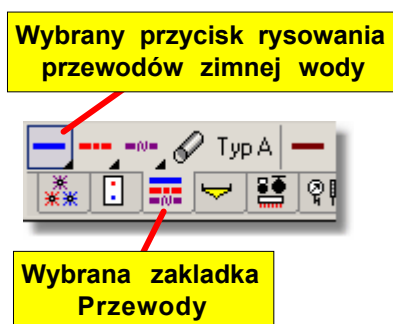 Wybrany przycisk rysowania
przewodów zimnej wody
Typ A
Wybrana zakladka
Przewody